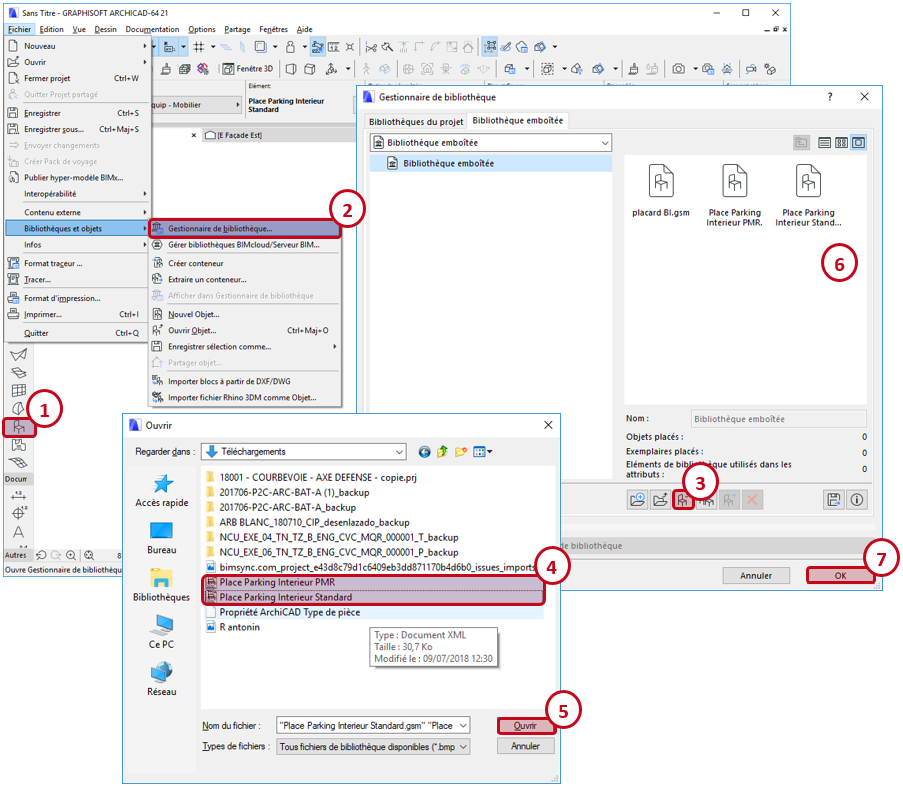 Sans Titre - GRAPHISOFT ARCHICAD-64 21
Fichier Edition Vue Dessin Documentation Options Partage Fenêtres Aide
Nouveau
Ouvrir
Fermer projet Ctrl+W
Quitter Projet partagé
Enregistrer Ctrl+S
Enregistrer sous... Ctrl+Maj+S
Envoyer changements
Créer Pack de voyage
Publier hyper-modèle BIMx...
Interopérabilité
Contenu externe
Bibliothèques et objets
Infos
Format traceur ...
Tracer...
Format d'impression...
Imprimer... Ctrl+I
Quitter Ctrl+Q
Fenêtre 3D
Elément:
quip - Mobilier
Place Parking Interieur
Standard
[E Façade Est]
2
Gestionnaire de bibliothèque...
Gérer bibliothèques BIMcloud/Serveur BIM...
Créer conteneur
Extraire un conteneur...
Afficher dans Gestionnaire de bibliothèque
Nouvel Objet...
Ouvrir Objet... Ctrl+Maj+O
Enregistrer sélection comme...
Partager objet...
Importer blocs à partir de DXF/DWG
Importer fichier Rhino 3DM comme Objet...
1
Docum
1.2
A
Autres
8
Ouvre Gestionnaire de bibliothèqu
Gestionnaire de bibliothèque
?
Bibliothèques du projet Bibliothèque emboîtée
Bibliothèque emboîtée
Bibliothèque emboîtée
placard BI.gsm
Place Parking
Interieur PMR.
Place Parking
Interieur Stand...
6
Nom : Bibliothèque emboîtée
Objets placés : 0
Exemplaires placés : 0
Eléments de bibliothèque utilisés dans les
attributs : 0
3
de bibliothèque
7
Annuler OK
Ouvrir
Regarder dans : Téléchargements
Accès rapide
Bureau
Bibliothèques
Ce PC
Réseau
18001 - COURBEVOIE - AXE DEFENSE - copie.prj
201706-P2C-ARC-BAT-A (1)_backup
201706-P2C-ARC-BAT-A_backup
ARB BLANC_180710_CIP_desenlazado_backup
NCU_EXE_04_TN_TZ_B_ENG_CVC_MQR_000001_T_backup
NCU_EXE_06_TN_TZ_B_ENG_CVC_MQR_000001_P_backup
bimsync.com_project_e43d8c79d1c6409eb3dd871170b4d6b0_issues_imports
4
Place Parking Interieur PMR
Place Parking Interieur Standard
Propriété ArchiCAD Type de pièce
R antonin
Type : Document XML
Taille : 30,7 Ko
Modifié le : 09/07/2018 12:30
5
Nom du fichier : "Place Parking Interieur Standard.gsm" "Place Ouvrir
Types de fichiers : Tous fichiers de bibliothèque disponibles (*.bmp Annuler